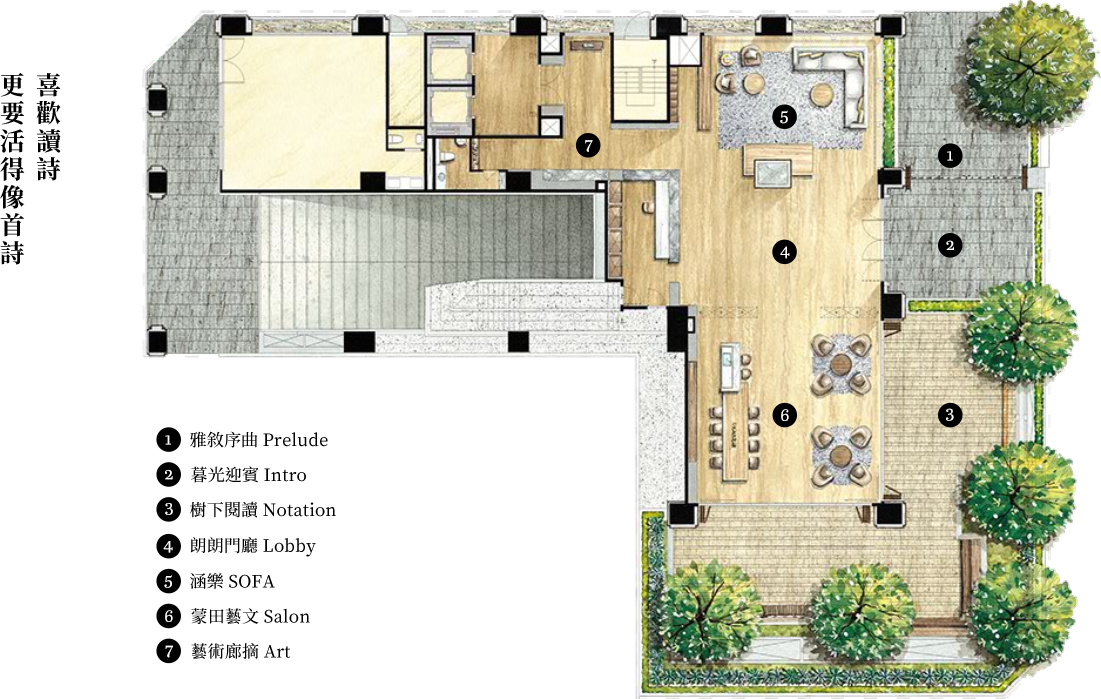 喜歡讀詩
更要活得像首詩
7
5
1
4
2
6
3
1 雅敘序曲 Prelude
2 暮光迎賓 Intro
3 樹下閱讀 Notation
4 朗朗門廳 Lobby
5 涵樂 SOFA
6 蒙田藝文 Salon
7 藝術廊摘 Art